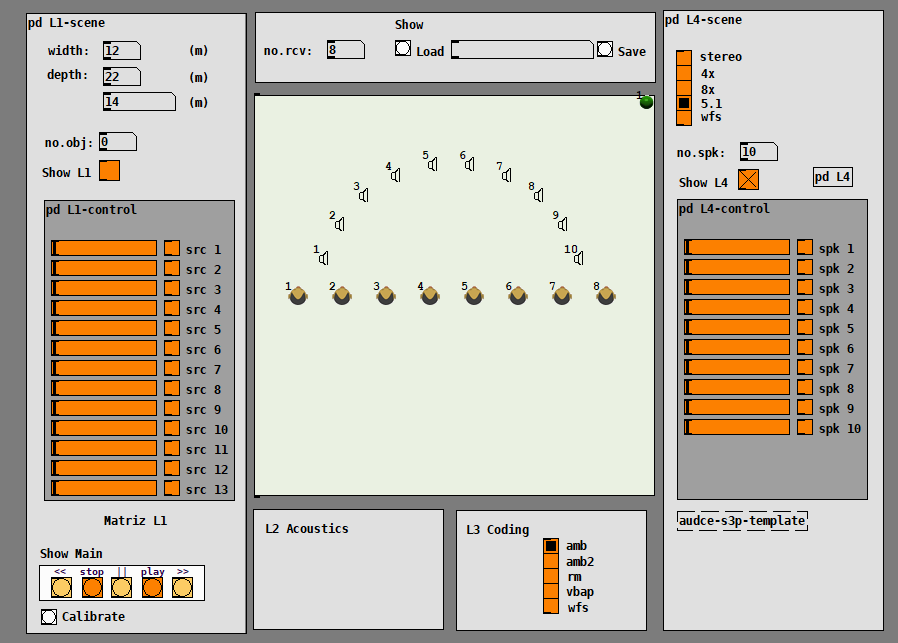 pd L1-scene
width: 12 (m)
depth: 22 (m)
14 (m)
no.obj: 0
Show L1
pd L1-control
src 1
src 2
src 3
src 4
src 5
src 6
src 7
src 8
src 9
src 10
src 11
src 12
src 13
Matriz L1
Show Main
<< stop || play >>
Calibrate
Show
no.rcv: 8 Load Save
1
5 6
4 7
3 8
2 9
1 10
1 2 3 4 5 6 7 8
L2 Acoustics
L3 Coding
amb
amb2
rm
vbap
wfs
pd L4-scene
stereo
4x
8x
5.1
wfs
no.spk: 10
Show L4 pd L4
pd L4-control
spk 1
spk 2
spk 3
spk 4
spk 5
spk 6
spk 7
spk 8
spk 9
spk 10
audce-s3p-template